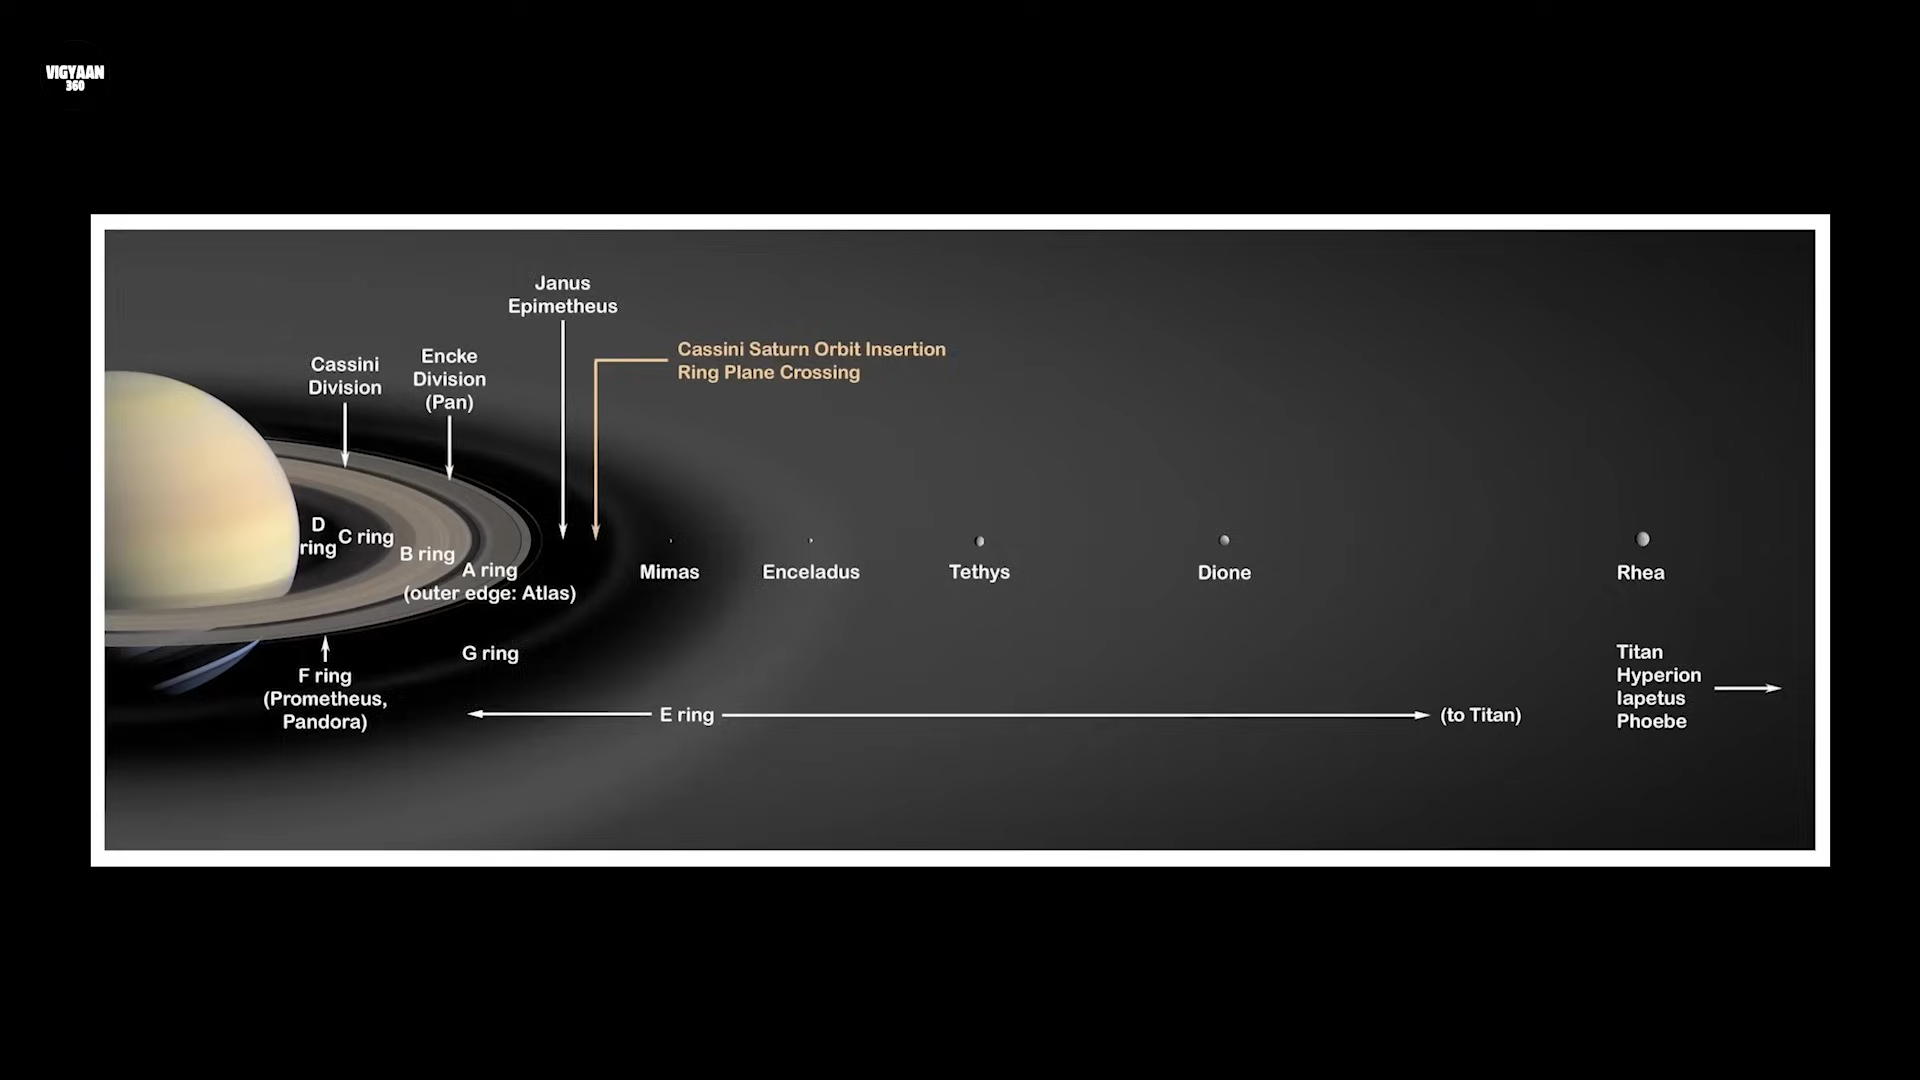 VIGYAAN
360
Janus
Epimetheus
Cassini Saturn Orbit Insertion
Ring Plane Crossing
Cassini
Division
Encke
Division
(Pan)
D
ring
C ring
B ring
A ring
(outer edge: Atlas)
Mimas
Enceladus
Tethys
Dione
Rhea
G ring
F ring
(Prometheus,
Pandora)
E ring
(to Titan)
Titan
Hyperion
Iapetus
Phoebe